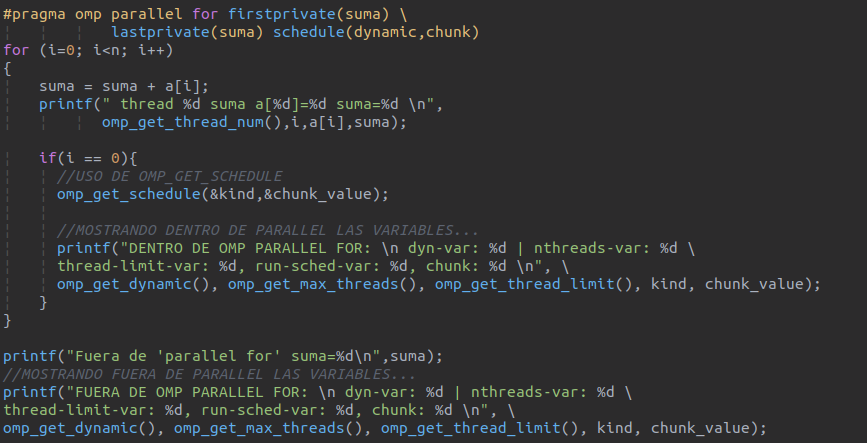 #pragma omp parallel for firstprivate(suma) \
lastprivate(suma) schedule(dynamic,chunk)
for (i=0; i<n; i++)
{
suma = suma + a[i];
printf(" thread %d suma a[%d]=%d suma=%d \n",
omp_get_thread_num(),i,a[i],suma);
if(i == 0){
//USO DE OMP_GET_SCHEDULE
omp_get_schedule(&kind,&chunk_value);
//MOSTRANDO DENTRO DE PARALLEL LAS VARIABLES...
printf("DENTRO DE OMP PARALLEL FOR: \n dyn-var: %d | nthreads-var: %d \
thread-limit-var: %d, run-sched-var: %d, chunk: %d \n", \
omp_get_dynamic(), omp_get_max_threads(), omp_get_thread_limit(), kind, chunk_value);
}
}
printf("Fuera de 'parallel for' suma=%d\n",suma);
//MOSTRANDO FUERA DE PARALLEL LAS VARIABLES...
printf("FUERA DE OMP PARALLEL FOR: \n dyn-var: %d | nthreads-var: %d \
thread-limit-var: %d, run-sched-var: %d, chunk: %d \n", \
omp_get_dynamic(), omp_get_max_threads(), omp_get_thread_limit(), kind, chunk_value);